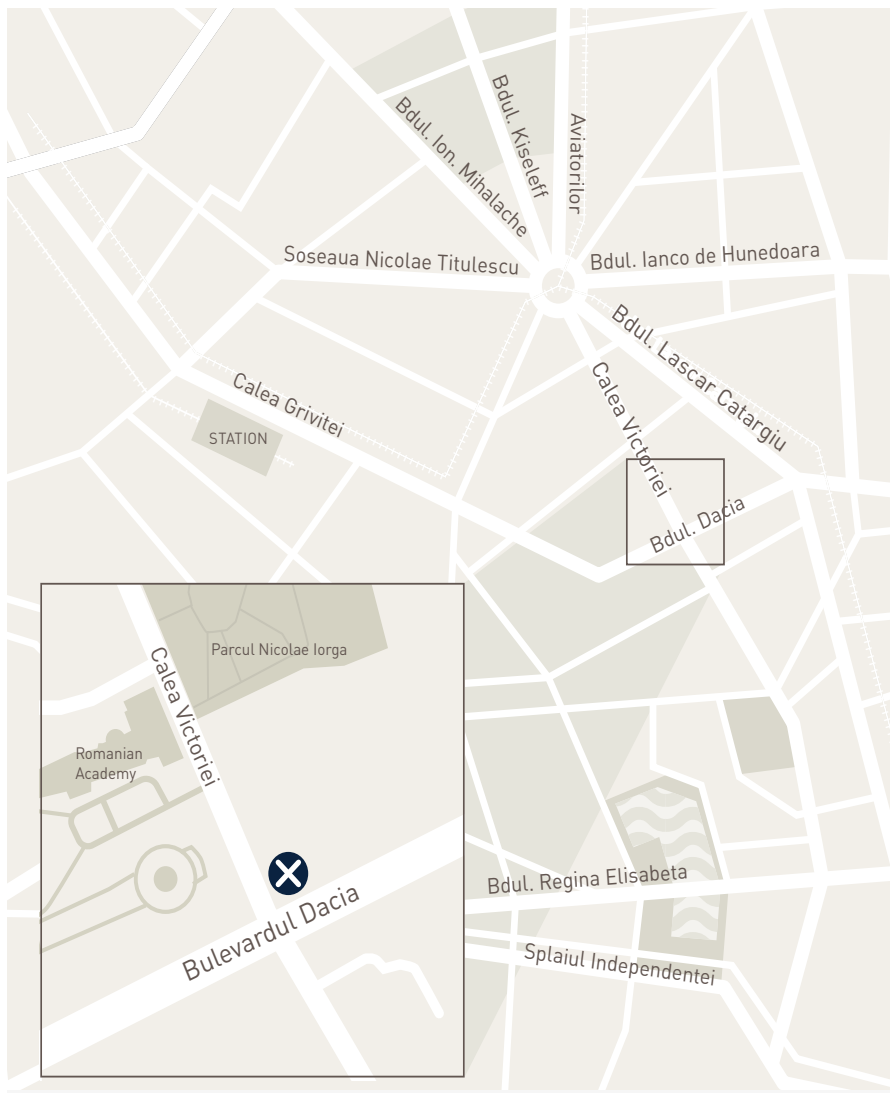 Bdul. Ion. Mihalache
Bdul. Kiseleff
Aviatorilor
Soseaua Nicolae Titulescu
Bdul. Ianco de Hunedoara
Bdul. Lascar Catargiu
Calea Victoriei
Calea Grivitei
STATION
Bdul. Dacia
Parcul Nicolae Iorga
Calea Victoriei
Romanian
Academy
Bulevardul Dacia
Bdul. Regina Elisabeta
Splaiul Independentei